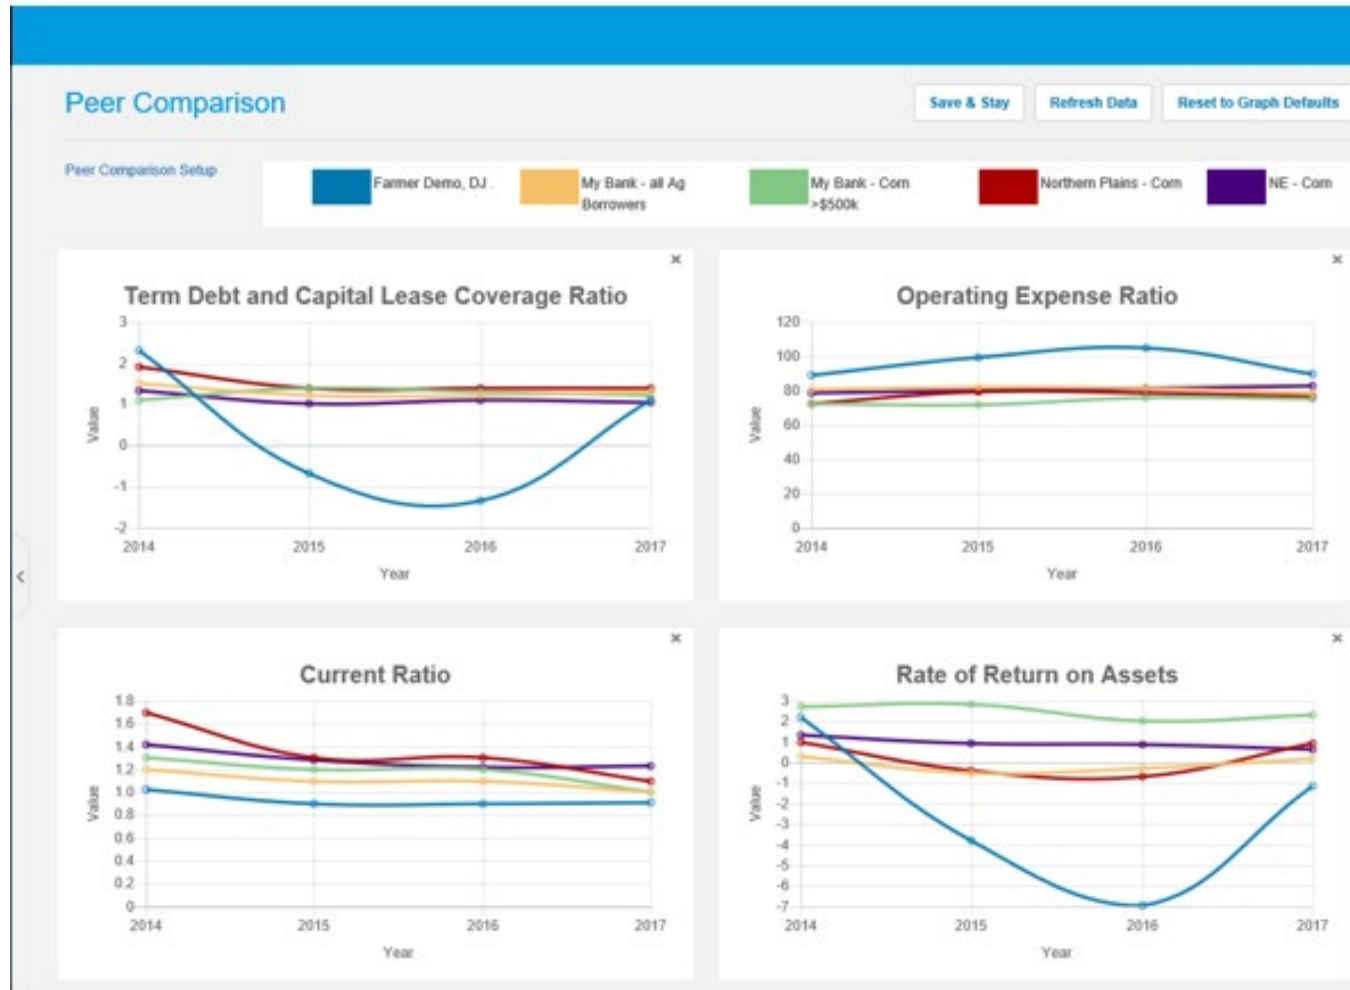 Peer Comparison
Save & Stay
Refresh Data
Reset to Graph Defaults
Peer Comparison Setup
Farmer Demo, DJ .
My Bank - all Ag
Borrowers
My Bank - Corn
>$500k
Northern Plains - Corn
NE - Corn
Term Debt and Capital Lease Coverage Ratio
3
2
1
0
-1
-2
Value
2014 2015 2016 2017
Year
Operating Expense Ratio
120
100
80
60
40
20
0
Value
2014 2015 2016 2017
Year
Current Ratio
1.8
1.6
1.4
1.2
1.0
0.8
0.6
0.4
0.2
0
Value
2014 2015 2016 2017
Year
Rate of Return on Assets
3
2
1
0
-1
-2
-3
-4
-5
-6
-7
Value
2014 2015 2016 2017
Year